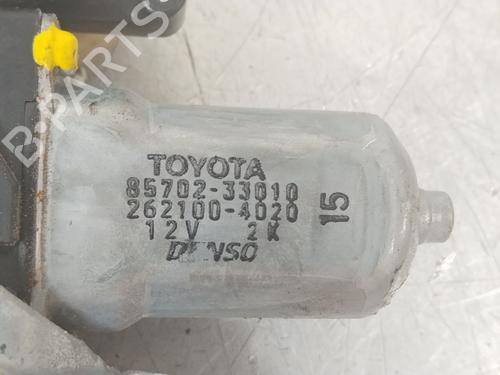 TOYOTA
85702-33010
262100-4020
12V 2K
DENSO
15
B-PARTS